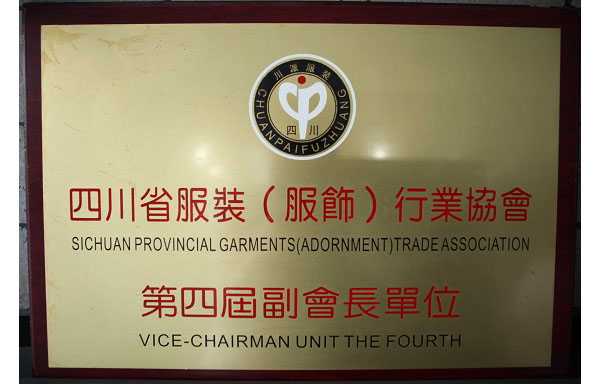 川派服裝
CHUANPAIFUZHUANG
四川
四川省服裝（服飾）行業協會
SICHUAN PROVINCIAL GARMENTS(ADORNMENT)TRADE ASSOCIATION
第四屆副會長單位
VICE-CHAIRMAN UNIT THE FOURTH